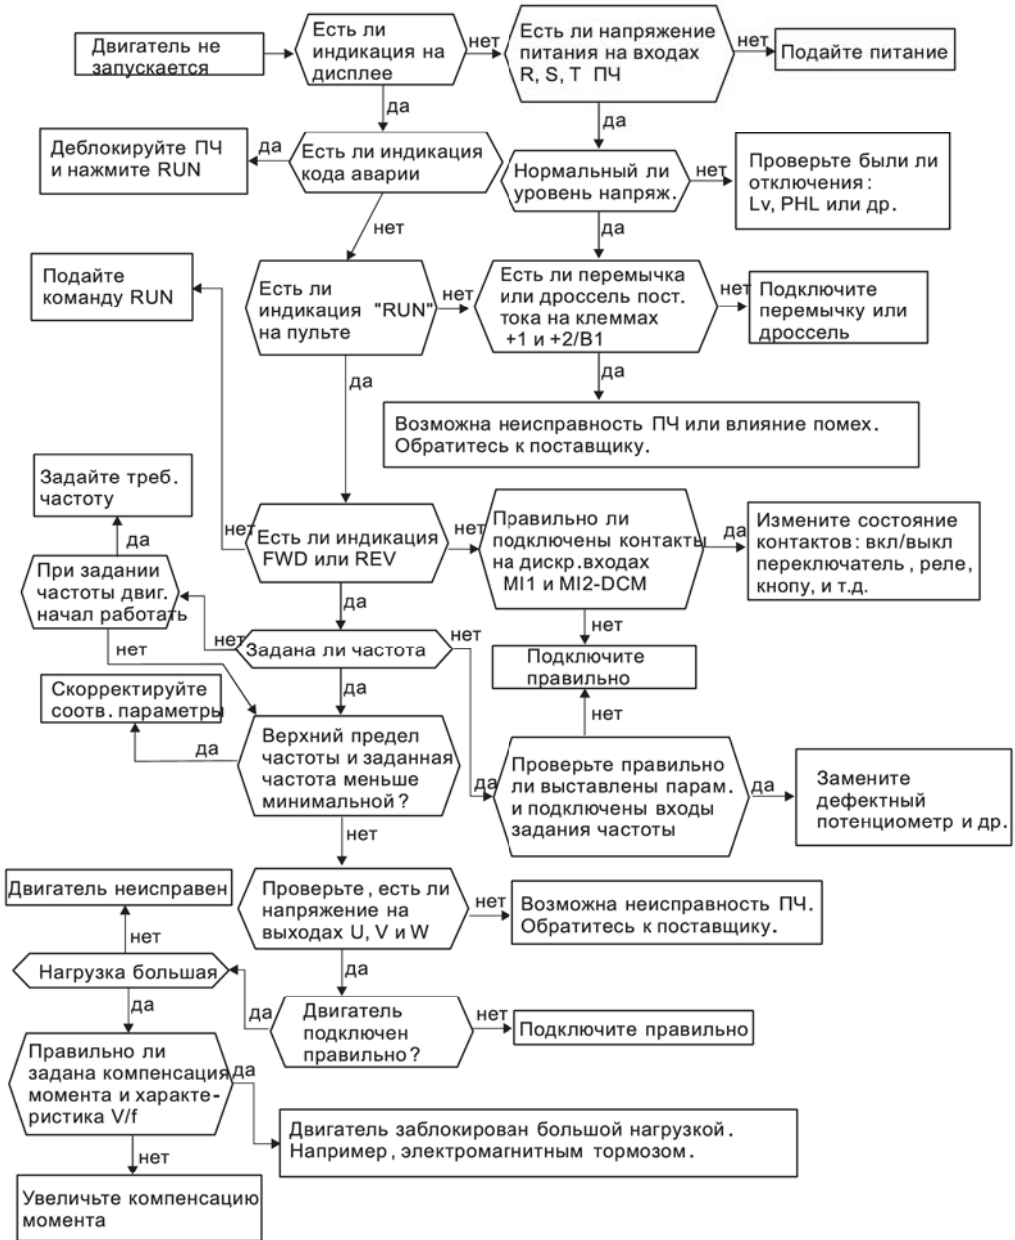 Двигатель не
запускается
Есть ли
индикация на
дисплее
нет
Есть ли напряжение
питания на входах
R, S, T ПЧ
нет
Подайте питание
да
да
Деблокируйте ПЧ
и нажмите RUN
да
Есть ли индикация
кода аварии
Нормальный ли
уровень напряж.
нет
Проверьте были ли
отключения:
Lv, PHL или др.
нет
да
Подайте
команду RUN
Есть ли
индикация "RUN"
на пульте
нет
Есть ли перемычка
или дроссель пост.
тока на клеммах
+1 и +2/B1
нет
Подключите
перемычку или
дроссель
да
да
Возможна неисправность ПЧ или влияние помех.
Обратитесь к поставщику.
Задайте треб.
частоту
да
нет
Есть ли индикация
FWD или REV
нет
Правильно ли
подключены контакты
на дискр.входах
MI1 и MI2-DCM
да
Измените состояние
контактов: вкл/выкл
переключатель, реле,
кнопу, и т.д.
При задании
частоты двиг.
начал работать
да
нет
нет
Задана ли частота
нет
нет
Подключите
правильно
да
нет
Скорректируйте
соотв. параметры
да
Верхний предел
частоты и заданная
частота меньше
минимальной?
да
Проверьте правильно
ли выставлены парам.
и подключены входы
задания частоты
да
Замените
дефектный
потенциометр и др.
нет
Двигатель неисправен
Проверьте, есть ли
напряжение на
выходах U, V и W
нет
Возможна неисправность ПЧ.
Обратитесь к поставщику.
нет
да
Нагрузка большая
да
да
Двигатель
подключен
правильно?
нет
Подключите правильно
Правильно ли
задана компенсация
момента и характе-
ристика V/f
да
Двигатель заблокирован большой нагрузкой.
Например, электромагнитным тормозом.
нет
Увеличьте компенсацию
момента